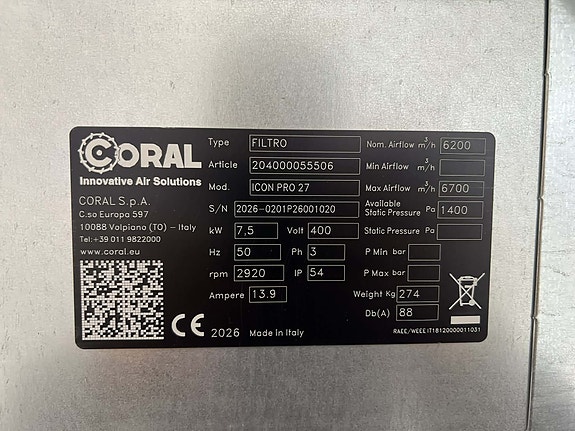 CORAL
Innovative Air Solutions
CORAL S.p.A.
C.so Europa 597
10088 Volpiano (TO) – Italy
Tel:+39 011 9822000
www.coral.eu
Type FILTRO
Article 204000055506
Mod. ICON PRO 27
S/N 2026-0201P26001020
kW 7,5 Volt 400
Hz 50 Ph 3
rpm 2920 IP 54
Ampere 13.9
Nom. Airflow m³/h 6200
Min Airflow m³/h
Max Airflow m³/h 6700
Available Static Pressure Pa 1400
Static Pressure Pa
P Min bar
P Max bar
Weight Kg 274
Db(A) 88
CE 2026 Made in Italy
RAEE/WEEE IT18120000011031